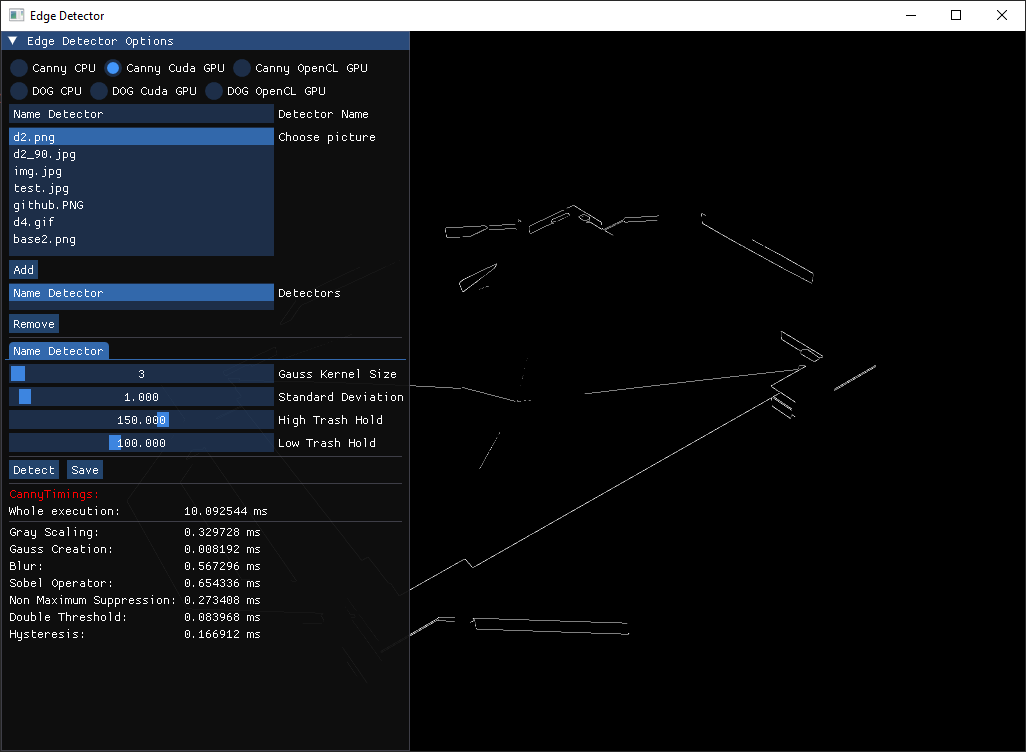 Edge Detector
Edge Detector Options
Canny CPU Canny Cuda GPU Canny OpenCL GPU
DOG CPU DOG Cuda GPU DOG OpenCL GPU
Name Detector Detector Name
d2.png Choose picture
d2_90.jpg
img.jpg
test.jpg
github.PNG
d4.gif
base2.png
Add
Name Detector Detectors
Remove
Name Detector
3 Gauss Kernel Size
1.000 Standard Deviation
150.000 High Trash Hold
100.000 Low Trash Hold
Detect Save
CannyTimings:
Whole execution: 10.092544 ms
Gray Scaling: 0.329728 ms
Gauss Creation: 0.008192 ms
Blur: 0.567296 ms
Sobel Operator: 0.654336 ms
Non Maximum Suppression: 0.273408 ms
Double Threshold: 0.083968 ms
Hysteresis: 0.166912 ms